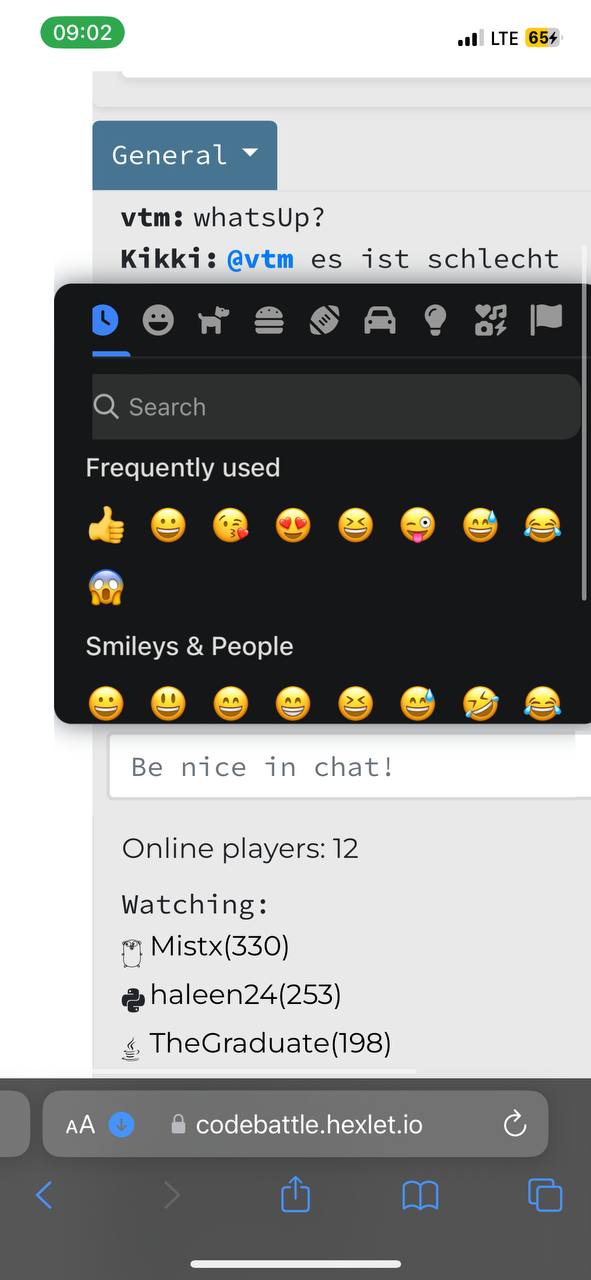 09:02
LTE 65
General
vtm: whatsUp?
Kikki: @vtm es ist schlecht
Search
Frequently used
Smileys & People
Be nice in chat!
Online players: 12
Watching:
Mistx(330)
haleen24(253)
TheGraduate(198)
AA codebattle.hexlet.io